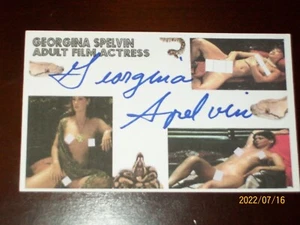 GEORGINA SPELVIN
ADULT FILM ACTRESS
Georgina
Spelvin
2022/07/16